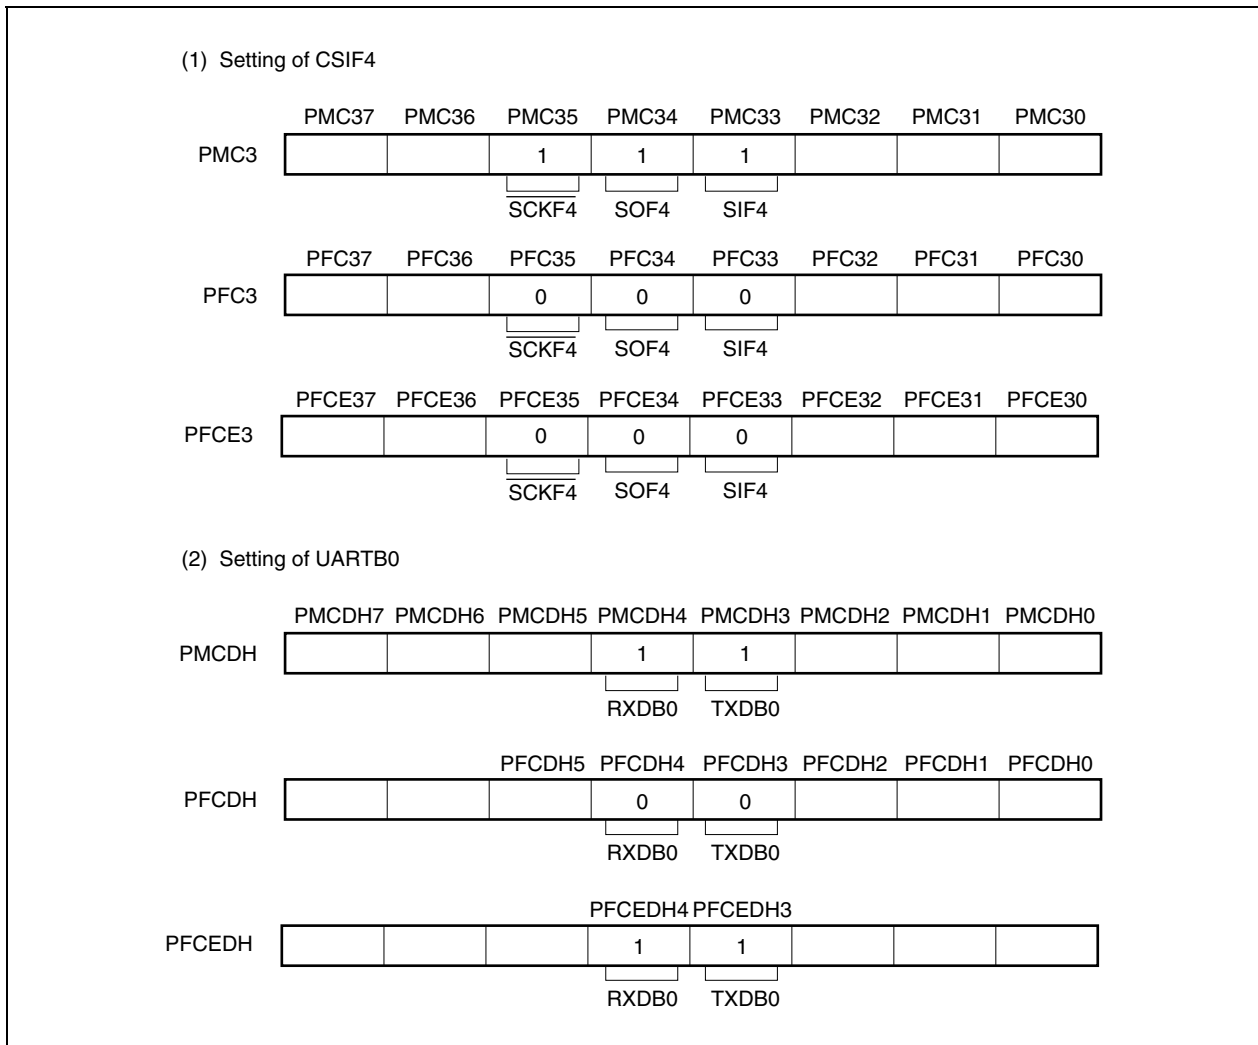 (1) Setting of CSIF4
PMC37 PMC36 PMC35 PMC34 PMC33 PMC32 PMC31 PMC30
PMC3 1 1 1
SCKF4 SOF4 SIF4
PFC37 PFC36 PFC35 PFC34 PFC33 PFC32 PFC31 PFC30
PFC3 0 0 0
SCKF4 SOF4 SIF4
PFCE37 PFCE36 PFCE35 PFCE34 PFCE33 PFCE32 PFCE31 PFCE30
PFCE3 0 0 0
SCKF4 SOF4 SIF4
(2) Setting of UARTB0
PMCDH7 PMCDH6 PMCDH5 PMCDH4 PMCDH3 PMCDH2 PMCDH1 PMCDH0
PMCDH 1 1
RXDB0 TXDB0
PFCDH5 PFCDH4 PFCDH3 PFCDH2 PFCDH1 PFCDH0
PFCDH 0 0
RXDB0 TXDB0
PFCEDH4 PFCEDH3
PFCEDH 1 1
RXDB0 TXDB0